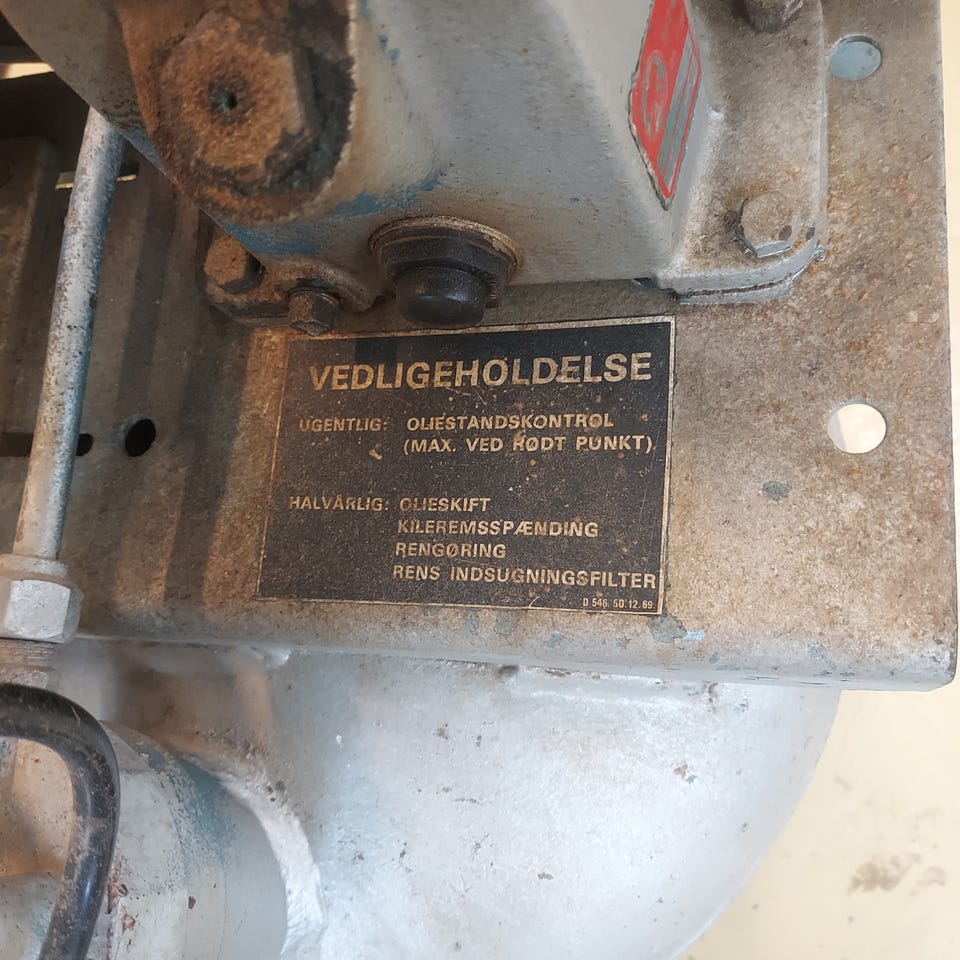 VEDLIGEHOLDELSE
UGENTLIG: OLIESTANDSKONTROL
(MAX. VED RØDT PUNKT)
HALVÅRLIG: OLIESKIFT
KILEREMSSPÆNDING
RENGØRING
RENS INDSUGNINGSFILTER
D 546. 50.12.69